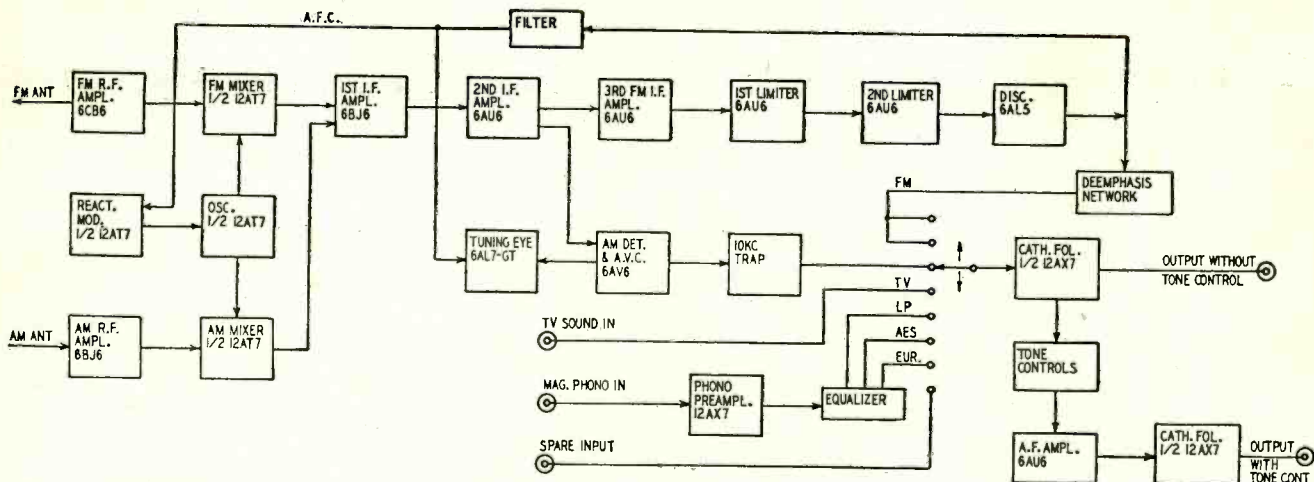 A.F.C.
FILTER
FM ANT
FM R.F.
AMPL.
6CB6
FM MIXER
1/2 12AT7
1ST I.F.
AMPL.
6BJ6
2ND I.F.
AMPL.
6AU6
3RD FM I.F.
AMPL.
6AU6
1ST LIMITER
6AU6
2ND LIMITER
6AU6
DISC.
6AL5
REACT.
MOD.
1/2 12AT7
OSC.
1/2 12AT7
FM
DEEMPHASIS
NETWORK
TUNING EYE
6AL7-GT
AM DET.
& A.V.C.
6AV6
10KC
TRAP
CATH. FOL.
1/2 12AX7
OUTPUT WITHOUT
TONE CONTROL
TV
AM ANT
AM R.F.
AMPL.
6BJ6
AM MIXER
1/2 12AT7
TV SOUND IN
LP
AES
EUR.
TONE
CONTROLS
MAG. PHONO IN
PHONO
PREAMPL.
12AX7
EQUALIZER
SPARE INPUT
A.F. AMPL.
6AU6
CATH. FOL.
1/2 12AX7
OUTPUT
WITH
TONE CONT.